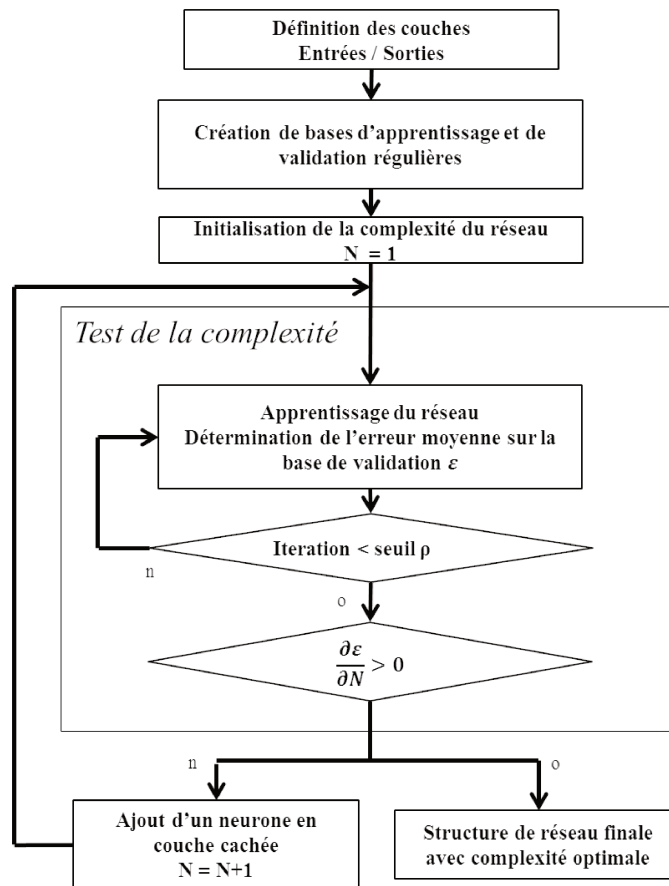 Définition des couches
Entrées / Sorties
Création de bases d’apprentissage et de
validation régulières
Initialisation de la complexité du réseau
N = 1
Test de la complexité
Apprentissage du réseau
Détermination de l’erreur moyenne sur la
base de validation ε
Iteration < seuil ρ
n
o
∂ε/∂N > 0
n
o
Ajout d’un neurone en
couche cachée
N = N+1
Structure de réseau finale
avec complexité optimale